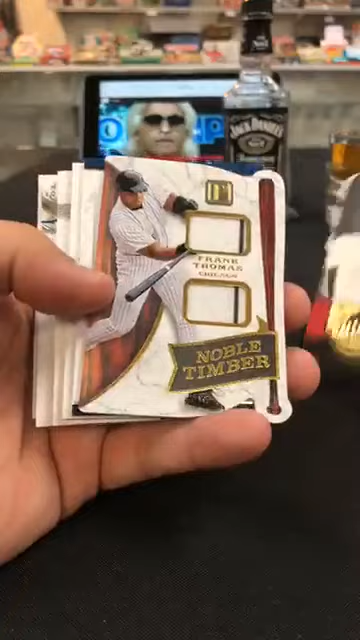 T
FRANK
THOMAS
CHICAGO
NOBLE
TIMBER
JACK DANIEL'S